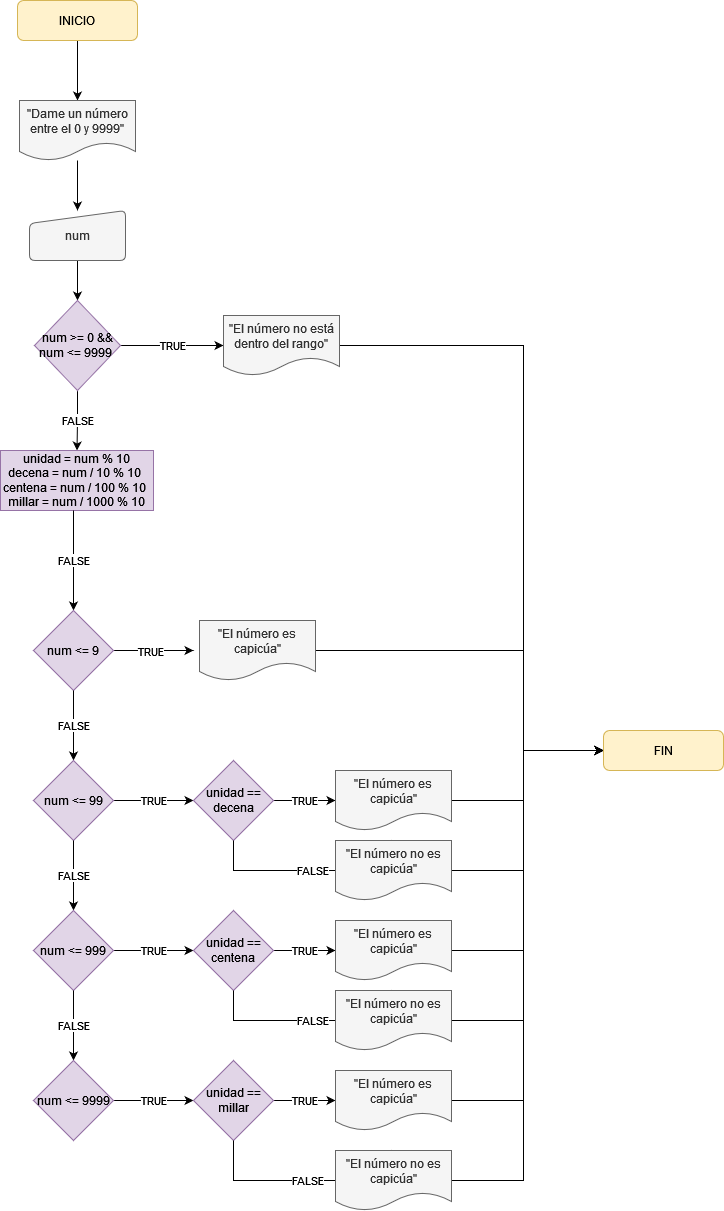 INICIO
"Dame un número
entre el 0 y 9999"
num
num >= 0 &&
num <= 9999
TRUE
"El número no está
dentro del rango"
FALSE
unidad = num % 10
decena = num / 10 % 10
centena = num / 100 % 10
millar = num / 1000 % 10
FALSE
num <= 9
TRUE
"El número es
capicúa"
FALSE
FIN
num <= 99
TRUE
unidad ==
decena
TRUE
"El número es
capicúa"
FALSE
"El número no es
capicúa"
FALSE
num <= 999
TRUE
unidad ==
centena
TRUE
"El número es
capicúa"
FALSE
"El número no es
capicúa"
FALSE
num <= 9999
TRUE
unidad ==
millar
TRUE
"El número es
capicúa"
FALSE
"El número no es
capicúa"